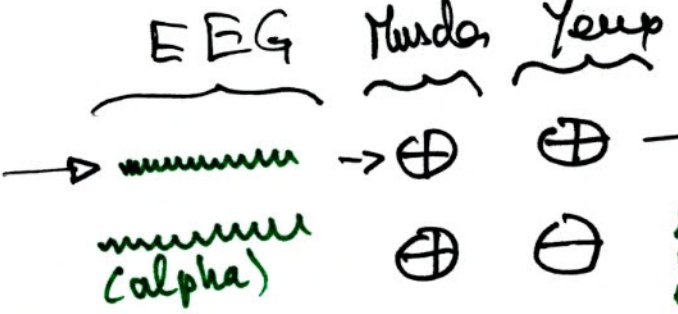 EEG Muscles Yeux
⊕ ⊕
(alpha) ⊕ ⊖